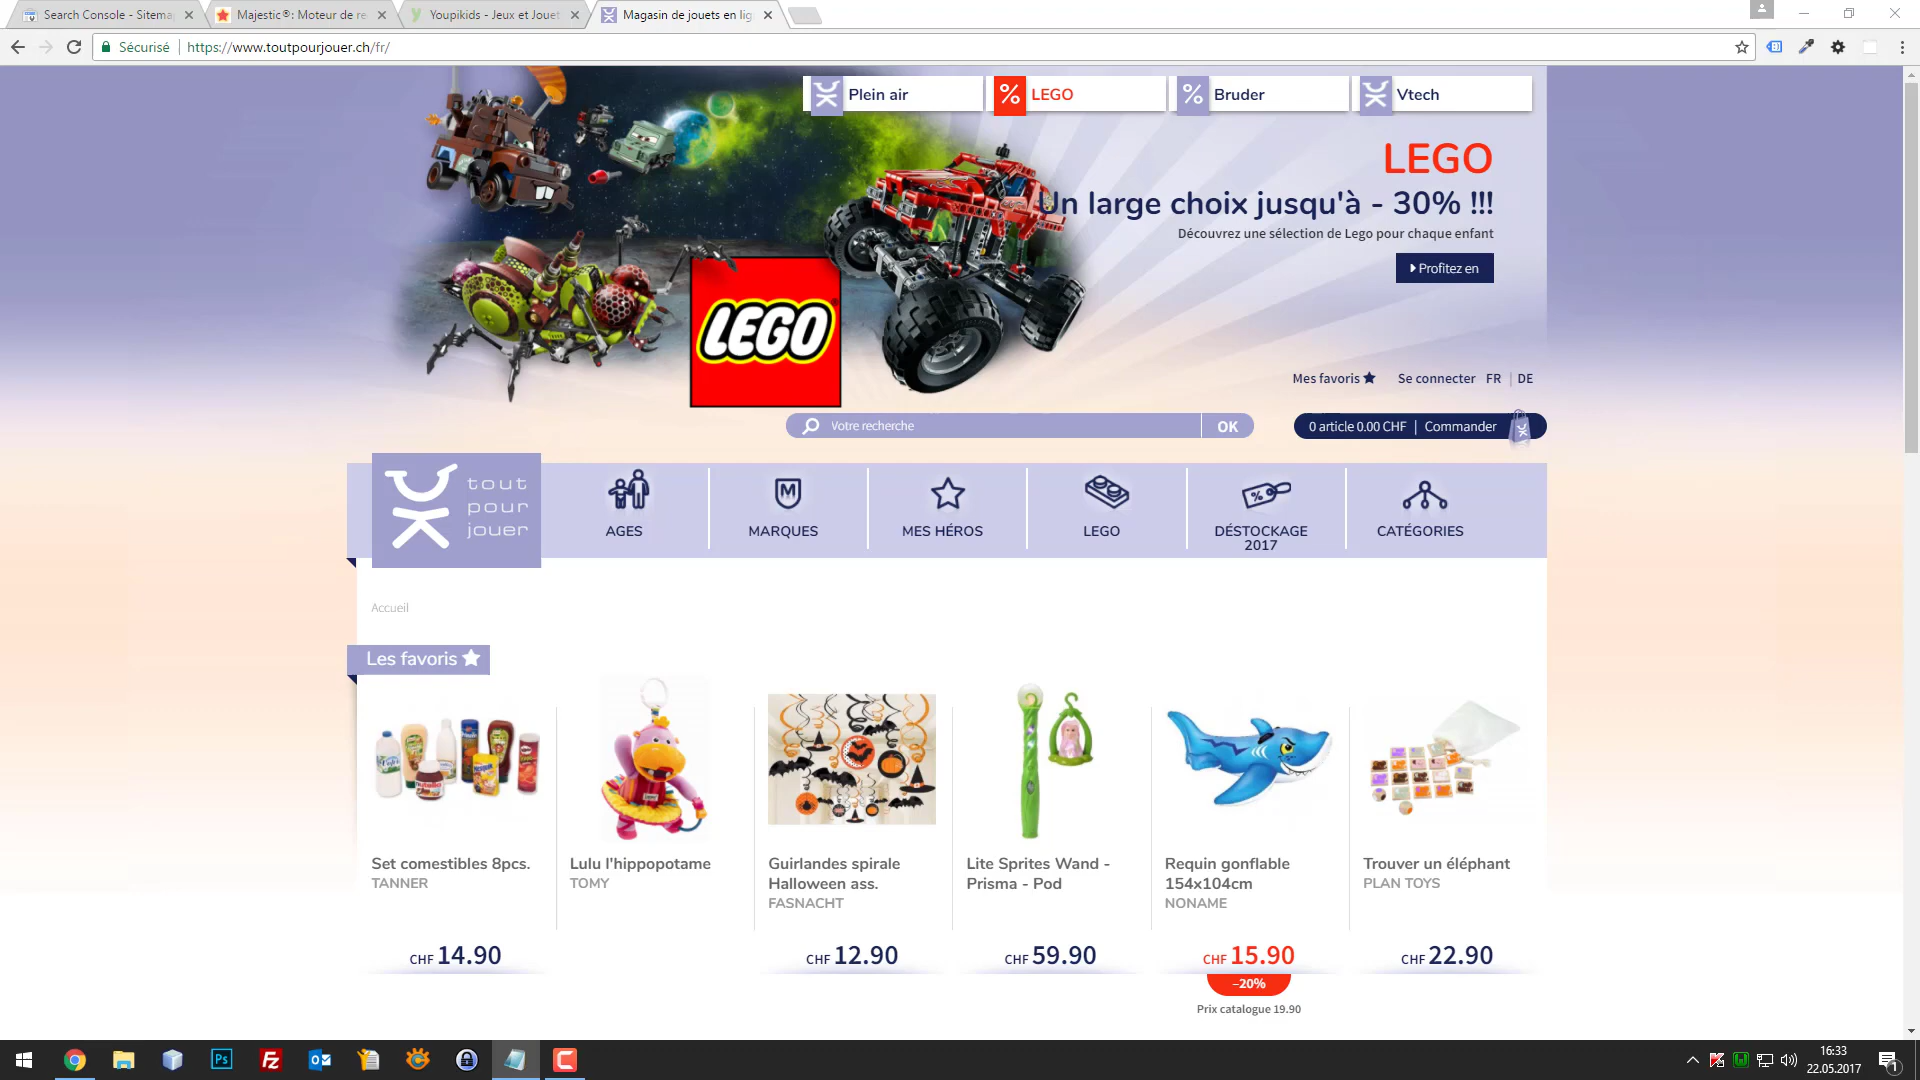 Search Console - Sitema
Majestic®: Moteur de re
Youpikids - Jeux et Jouet
Magasin de jouets en lig
Sécurisé
https://www.toutpourjouer.ch/fr/
Plein air
% LEGO
% Bruder
Vtech
LEGO
Un large choix jusqu'à - 30% !!!
Découvrez une sélection de Lego pour chaque enfant
Profitez en
LEGO
Mes favoris
Se connecter
FR | DE
Votre recherche
OK
0 article 0.00 CHF | Commander
tout
pour
jouer
AGES
MARQUES
MES HÉROS
LEGO
DÉSTOCKAGE
2017
CATÉGORIES
Accueil
Les favoris
Set comestibles 8pcs.
TANNER
CHF 14.90
Lulu l'hippopotame
TOMY
Guirlandes spirale
Halloween ass.
FASNACHT
CHF 12.90
Lite Sprites Wand -
Prisma - Pod
CHF 59.90
Requin gonflable
154x104cm
NONAME
CHF 15.90
–20%
Prix catalogue 19.90
Trouver un éléphant
PLAN TOYS
CHF 22.90
16:33
22.05.2017
1